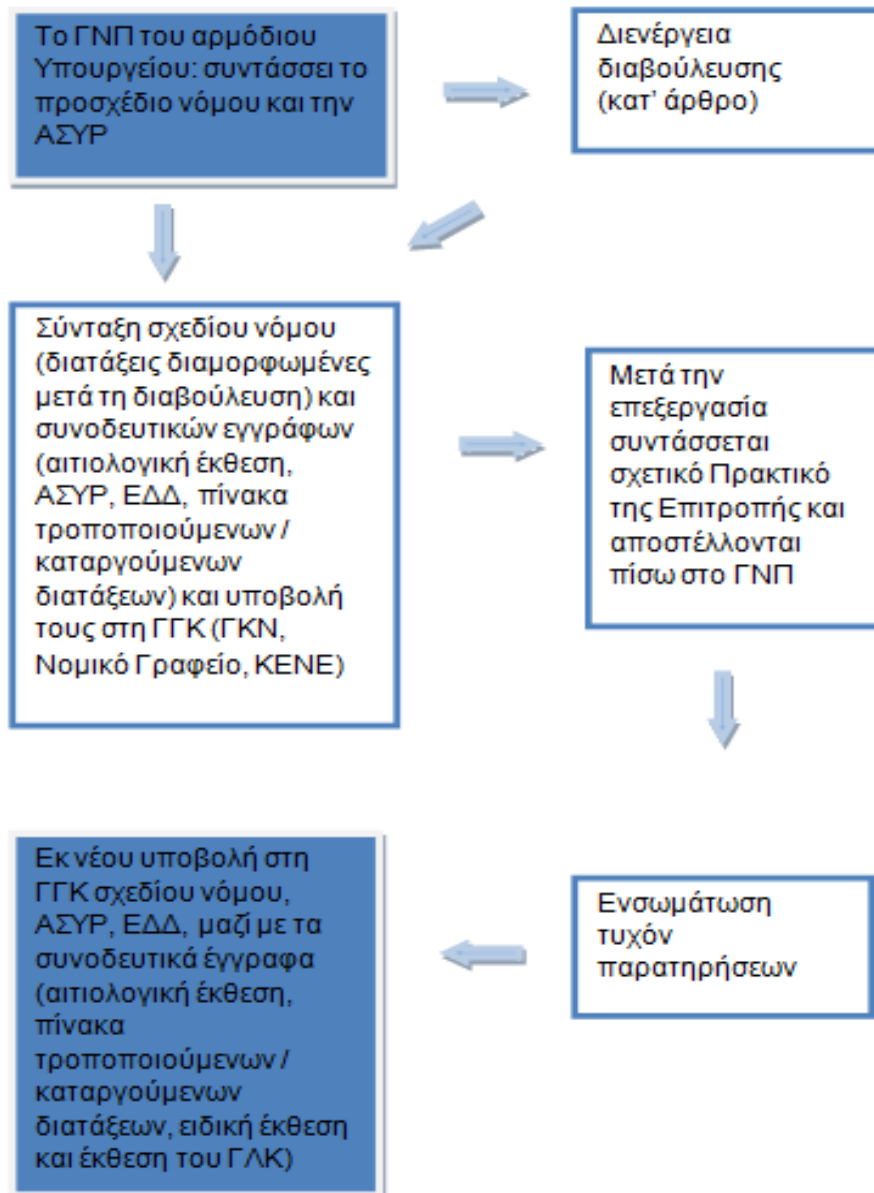 Το ΓΝΠ του αρμόδιου
Υπουργείου: συντάσσει το
προσχέδιο νόμου και την
ΑΣΥΡ
Διενέργεια
διαβούλευσης
(κατ’ άρθρο)
Σύνταξη σχεδίου νόμου
(διατάξεις διαμορφωμένες
μετά τη διαβούλευση) και
συνοδευτικών εγγράφων
(αιτιολογική έκθεση,
ΑΣΥΡ, ΕΔΔ, πίνακα
τροποποιούμενων /
καταργούμενων
διατάξεων) και υποβολή
τους στη ΓΓΚ (ΓΚΝ,
Νομικό Γραφείο, ΚΕΝΕ)
Μετά την
επεξεργασία
συντάσσεται
σχετικό Πρακτικό
της Επιτροπής και
αποστέλλονται
πίσω στο ΓΝΠ
Εκ νέου υποβολή στη
ΓΓΚ σχεδίου νόμου,
ΑΣΥΡ, ΕΔΔ, μαζί με τα
συνοδευτικά έγγραφα
(αιτιολογική έκθεση,
πίνακα
τροποποιούμενων /
καταργούμενων
διατάξεων, ειδική έκθεση
και έκθεση του ΓΛΚ)
Ενσωμάτωση
τυχόν
παρατηρήσεων